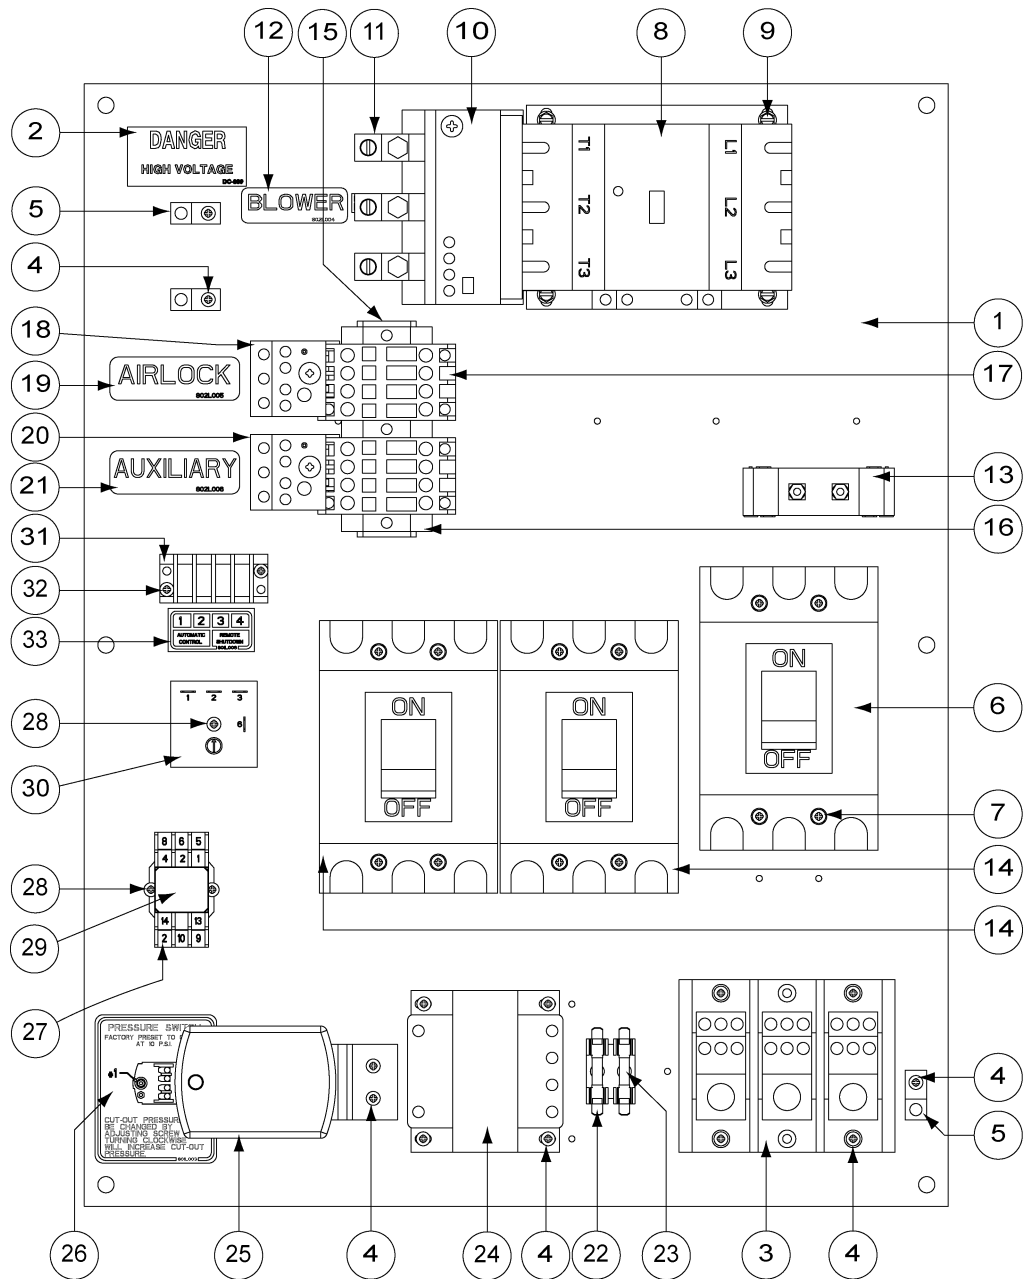 12
15
11
10
8
9
2
DANGER
HIGH VOLTAGE
5
BLOWER
S02L004
T1
T2
T3
L1
L2
L3
4
18
1
19
AIRLOCK
S02L005
17
20
21
AUXILIARY
S02L006
13
16
31
32
33
1 2 3 4
AUTOMATIC CONTROL
REMOTE SHUTDOWN
28
1 2 3
6
30
ON
OFF
ON
OFF
ON
OFF
6
7
14
14
28
8 6 5
4 2 1
14 13
2 10 9
29
27
PRESSURE SWITCH
FACTORY PRESET TO
AT 10 P.S.I.
CUT-OUT PRESSURE
BE CHANGED BY
ADJUSTING SCREW
TURNING CLOCKWISE
WILL INCREASE CUT-OUT
PRESSURE.
4
5
26
25
4
24
4
22
23
3
4